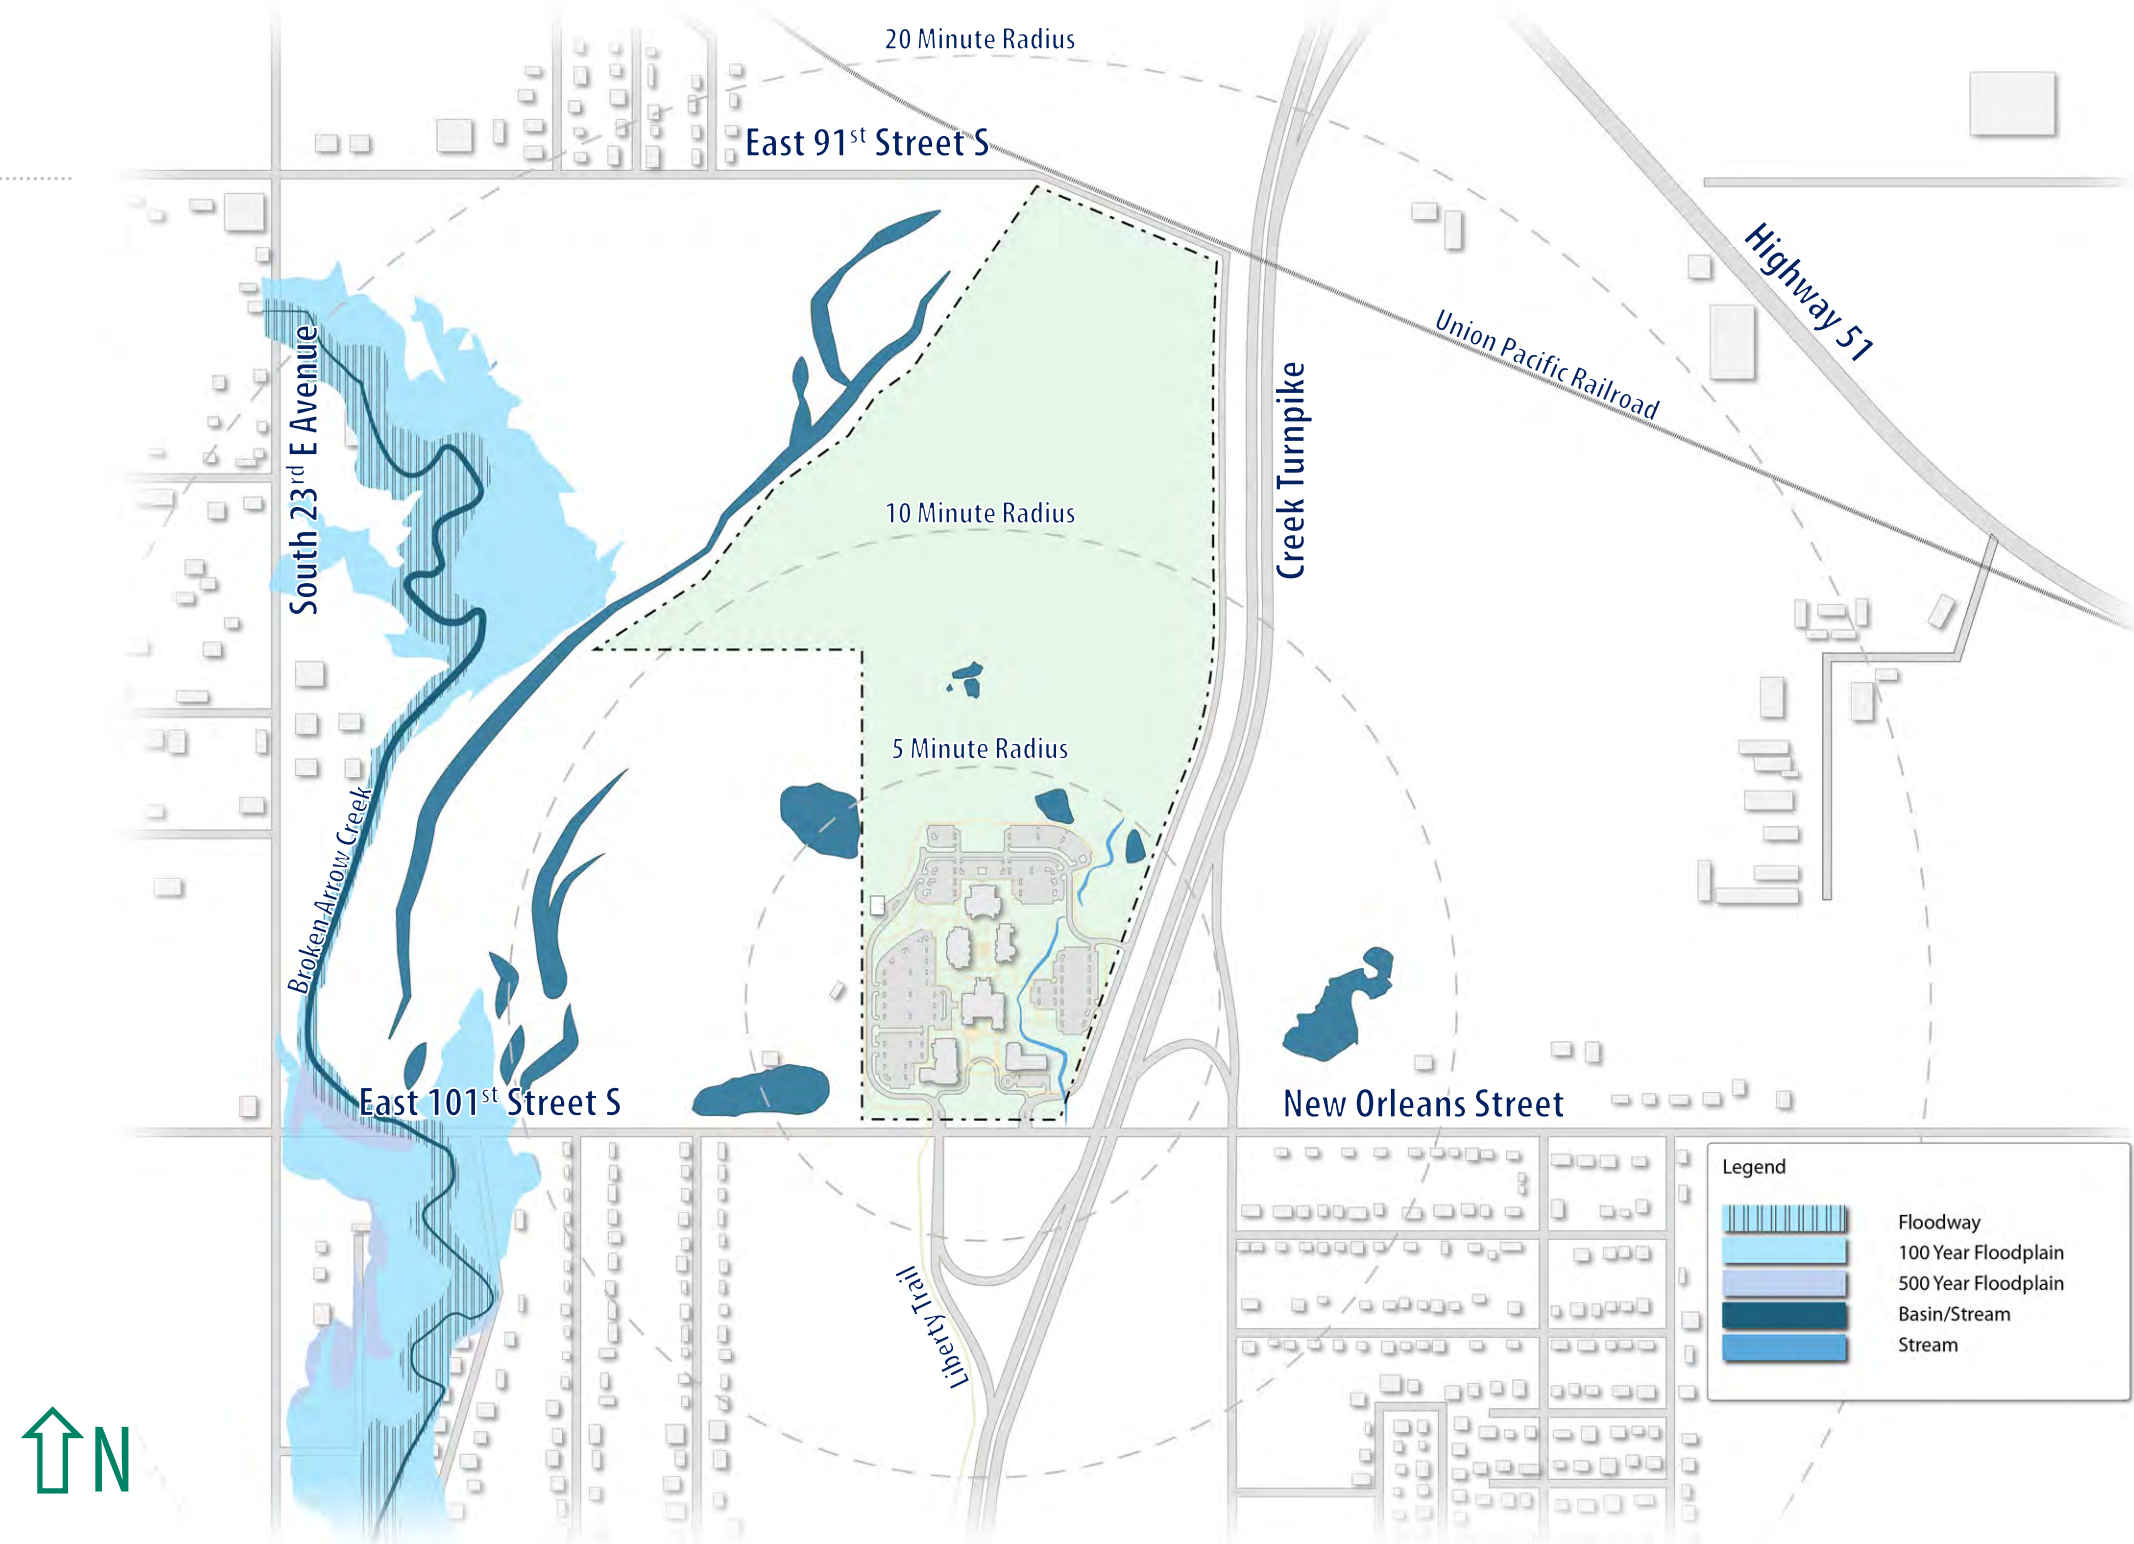 20 Minute Radius
East 91st Street S
Highway 51
Union Pacific Railroad
South 23rd E Avenue
Creek Turnpike
10 Minute Radius
5 Minute Radius
Broken Arrow Creek
East 101st Street S
New Orleans Street
Liberty Trail
Legend
Floodway
100 Year Floodplain
500 Year Floodplain
Basin/Stream
Stream
N